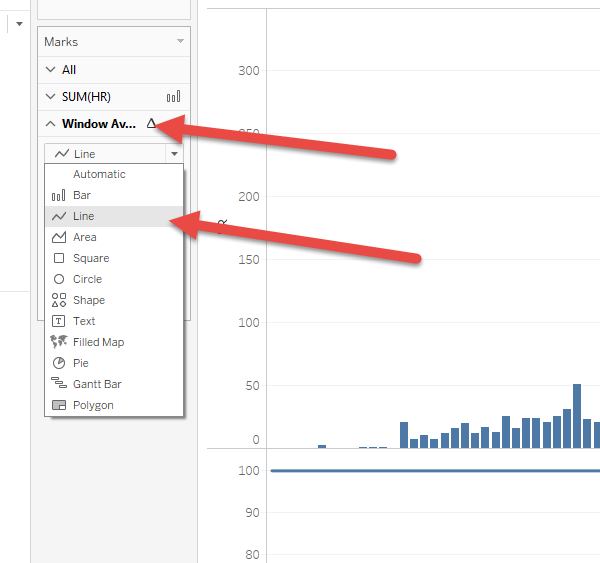 Marks
All
SUM(HR)
Window Av...
Line
Automatic
Bar
Line
Area
Square
Circle
Shape
Text
Filled Map
Pie
Gantt Bar
Polygon
300
200
150
100
50
0
100
90
80